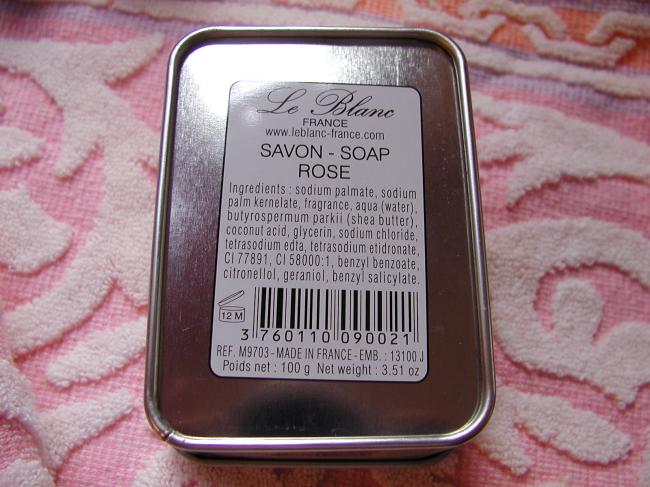 Le Blanc
FRANCE
www.leblanc-france.com
SAVON - SOAP
ROSE
Ingredients : sodium palmate, sodium
palm kernelate, fragrance, aqua (water),
butyrospermum parkii (shea butter),
coconut acid, glycerin, sodium chloride,
tetrasodium edta, tetrasodium etidronate,
CI 77891, CI 58000:1, benzyl benzoate,
citronellol, geraniol, benzyl salicylate.
12 M
3 760110 090021
REF. M9703 - MADE IN FRANCE - EMB. : 13100 J
Poids net : 100 g Net weight : 3.51 oz